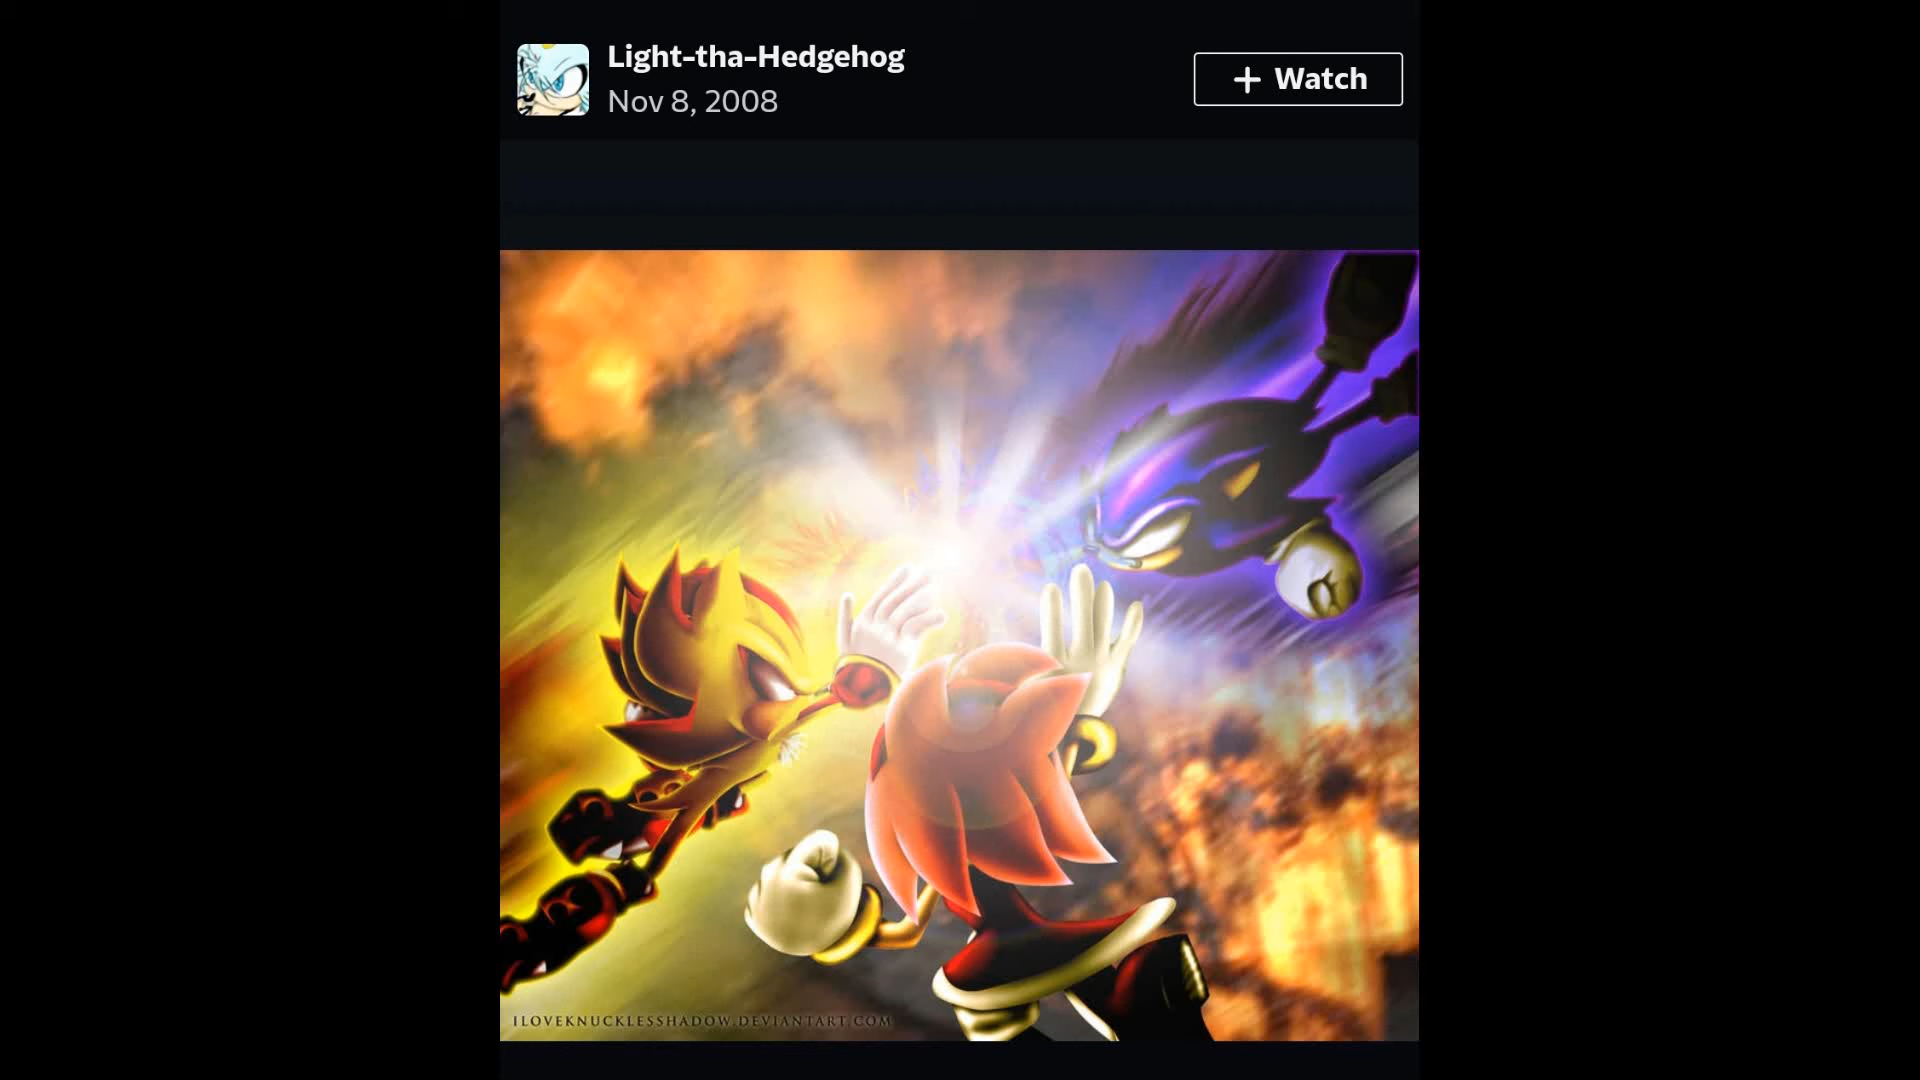 Light-tha-Hedgehog
Nov 8, 2008
+ Watch
ILOVEKNUCKLESSHADOW.DEVIANTART.COM